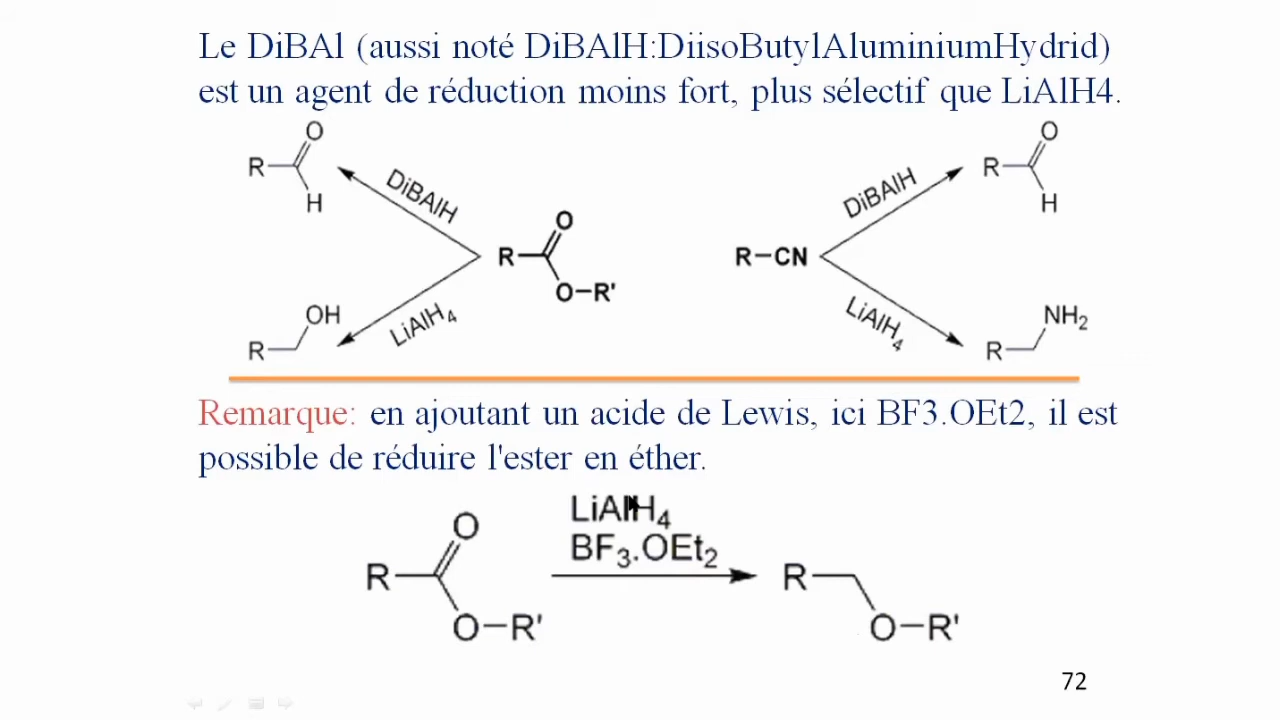 Le DiBAl (aussi noté DiBAlH:DiisoButylAluminiumHydrid)
est un agent de réduction moins fort, plus sélectif que LiAlH4.
R O H
DiBAlH
R O O-R'
LiAlH4
R OH
R-CN
DiBAlH
R O H
LiAlH4
R NH2
Remarque: en ajoutant un acide de Lewis, ici BF3.OEt2, il est
possible de réduire l'ester en éther.
R O O-R'
LiAlH4
BF3.OEt2
R O-R'
72